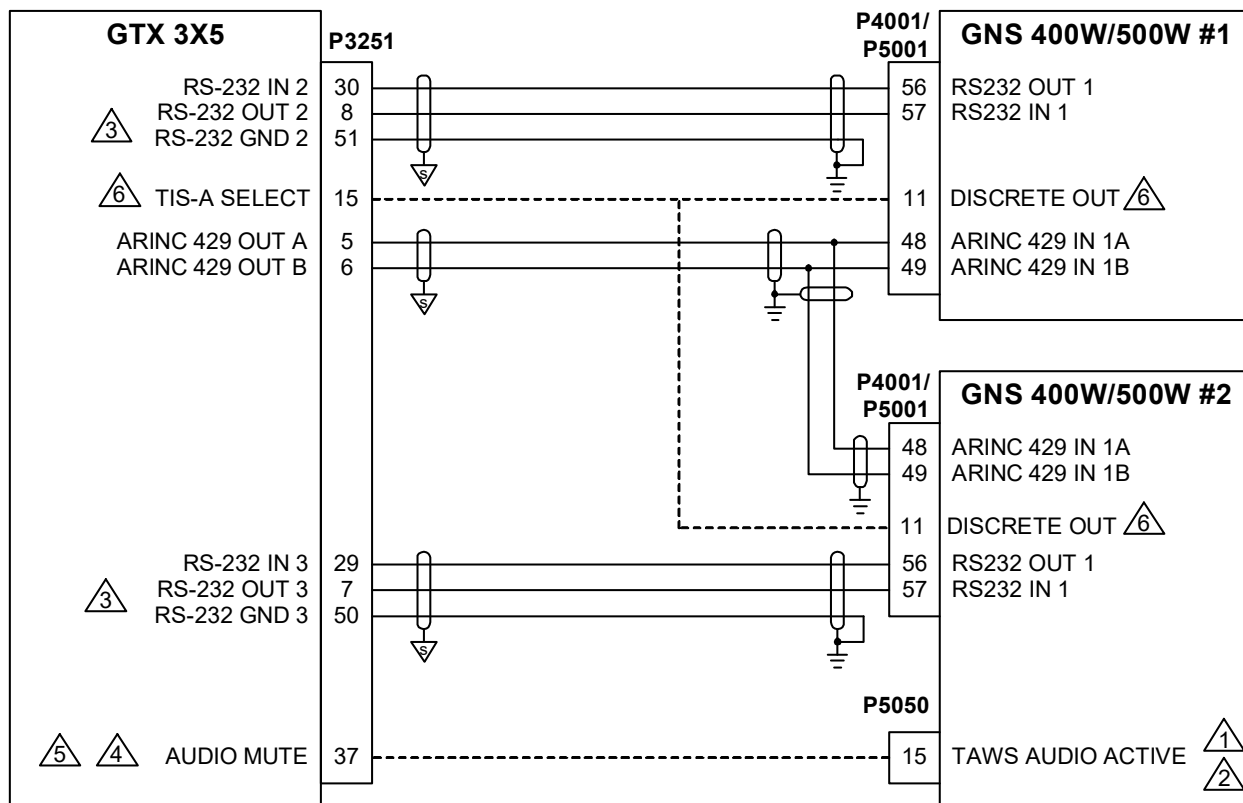 GTX 3X5
P3251
P4001/
P5001
GNS 400W/500W #1
RS-232 IN 2 30 56 RS232 OUT 1
RS-232 OUT 2 8 57 RS232 IN 1
3 RS-232 GND 2 51
S
6 TIS-A SELECT 15 11 DISCRETE OUT 6
ARINC 429 OUT A 5 48 ARINC 429 IN 1A
ARINC 429 OUT B 6 49 ARINC 429 IN 1B
S
P4001/
P5001
GNS 400W/500W #2
48 ARINC 429 IN 1A
49 ARINC 429 IN 1B
11 DISCRETE OUT 6
RS-232 IN 3 29 56 RS232 OUT 1
3 RS-232 OUT 3 7 57 RS232 IN 1
RS-232 GND 3 50
S
P5050
5 4 AUDIO MUTE 37 15 TAWS AUDIO ACTIVE 1
2